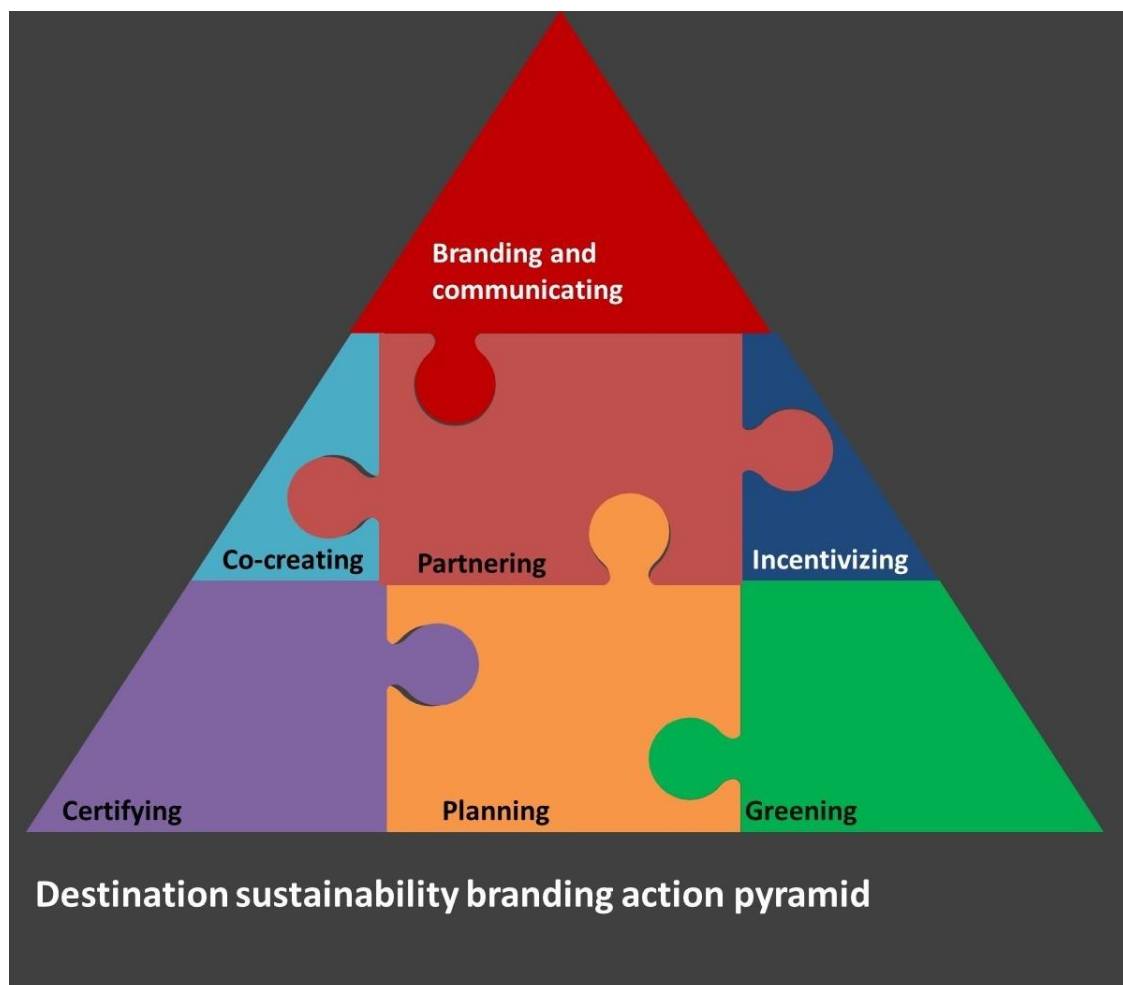 Branding and
communicating
Co-creating
Partnering
Incentivizing
Certifying
Planning
Greening
Destination sustainability branding action pyramid